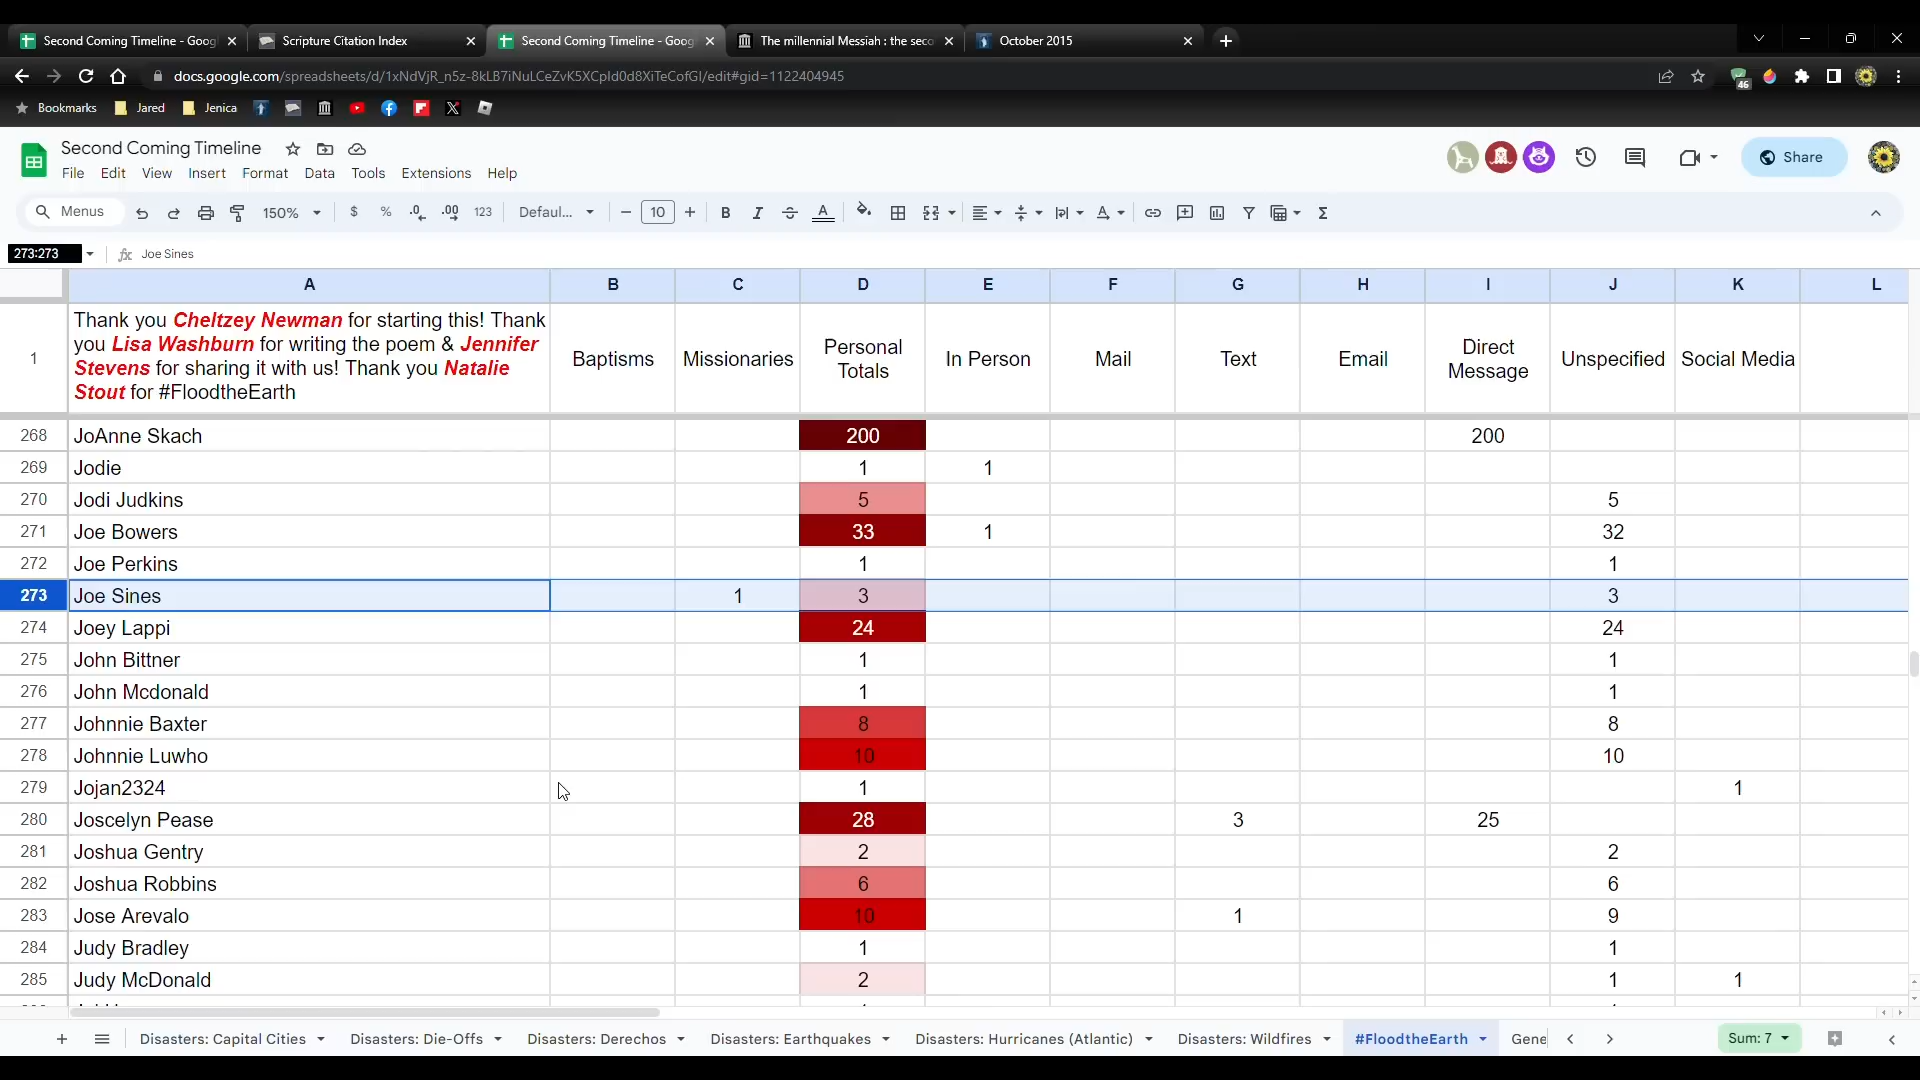 Second Coming Timeline - Goog
Scripture Citation Index
Second Coming Timeline - Goog
The millennial Messiah : the seco
October 2015
docs.google.com/spreadsheets/d/1xNdVjR_n5z-8kLB7iNuLCeZvK5XCpId0d8XiTeCofGI/edit#gid=1122404945
46
Bookmarks Jared Jenica
Second Coming Timeline
File Edit View Insert Format Data Tools Extensions Help
Share
Menus 150% $ % .0 .00 123 Defaul... 10 B I A
273:273 fx Joe Sines
A B C D E F G H I J K L
1 Thank you Cheltzey Newman for starting this! Thank
you Lisa Washburn for writing the poem & Jennifer
Stevens for sharing it with us! Thank you Natalie
Stout for #FloodtheEarth
Baptisms Missionaries Personal Totals In Person Mail Text Email Direct Message Unspecified Social Media
268 JoAnne Skach 200 200
269 Jodie 1 1
270 Jodi Judkins 5 5
271 Joe Bowers 33 1 32
272 Joe Perkins 1 1
273 Joe Sines 1 3 3
274 Joey Lappi 24 24
275 John Bittner 1 1
276 John Mcdonald 1 1
277 Johnnie Baxter 8 8
278 Johnnie Luwho 10 10
279 Jojan2324 1 1
280 Joscelyn Pease 28 3 25
281 Joshua Gentry 2 2
282 Joshua Robbins 6 6
283 Jose Arevalo 10 1 9
284 Judy Bradley 1 1
285 Judy McDonald 2 1 1
Disasters: Capital Cities Disasters: Die-Offs Disasters: Derechos Disasters: Earthquakes Disasters: Hurricanes (Atlantic) Disasters: Wildfires #FloodtheEarth Gene
Sum: 7